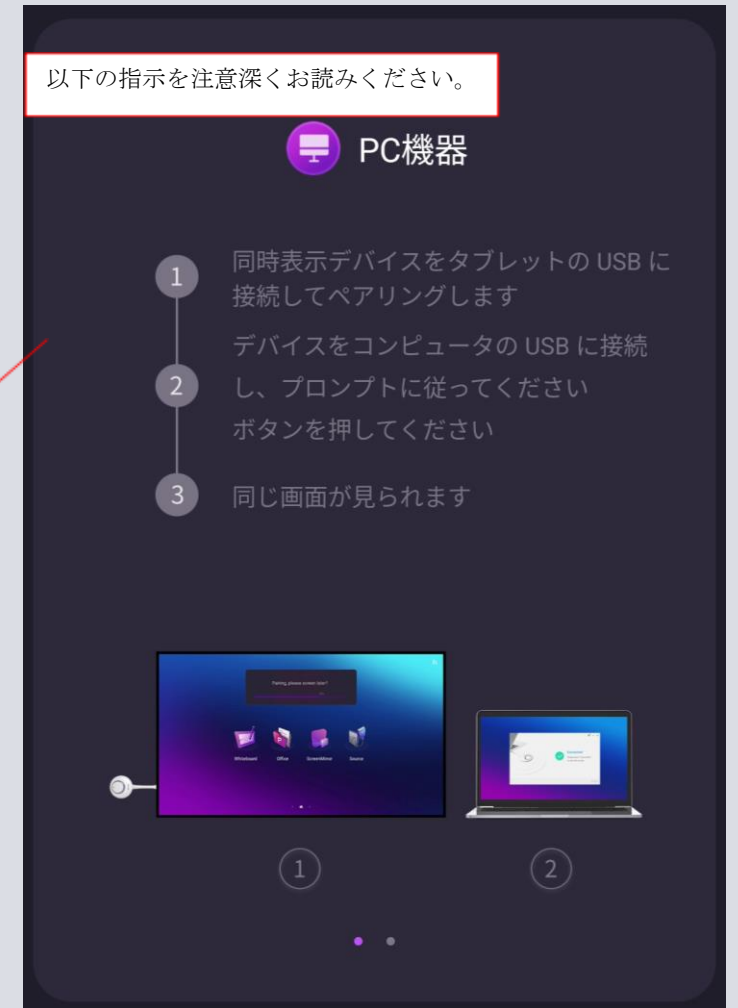 以下の指示を注意深くお読みください。
PC機器
1
同時表示デバイスをタブレットの USB に
接続してペアリングします
2
デバイスをコンピュータの USB に接続
し、プロンプトに従ってください
ボタンを押してください
3
同じ画面が見られます
Pairing, please screen later?
Whiteboard
Office
ScreenMirror
Source
1
2